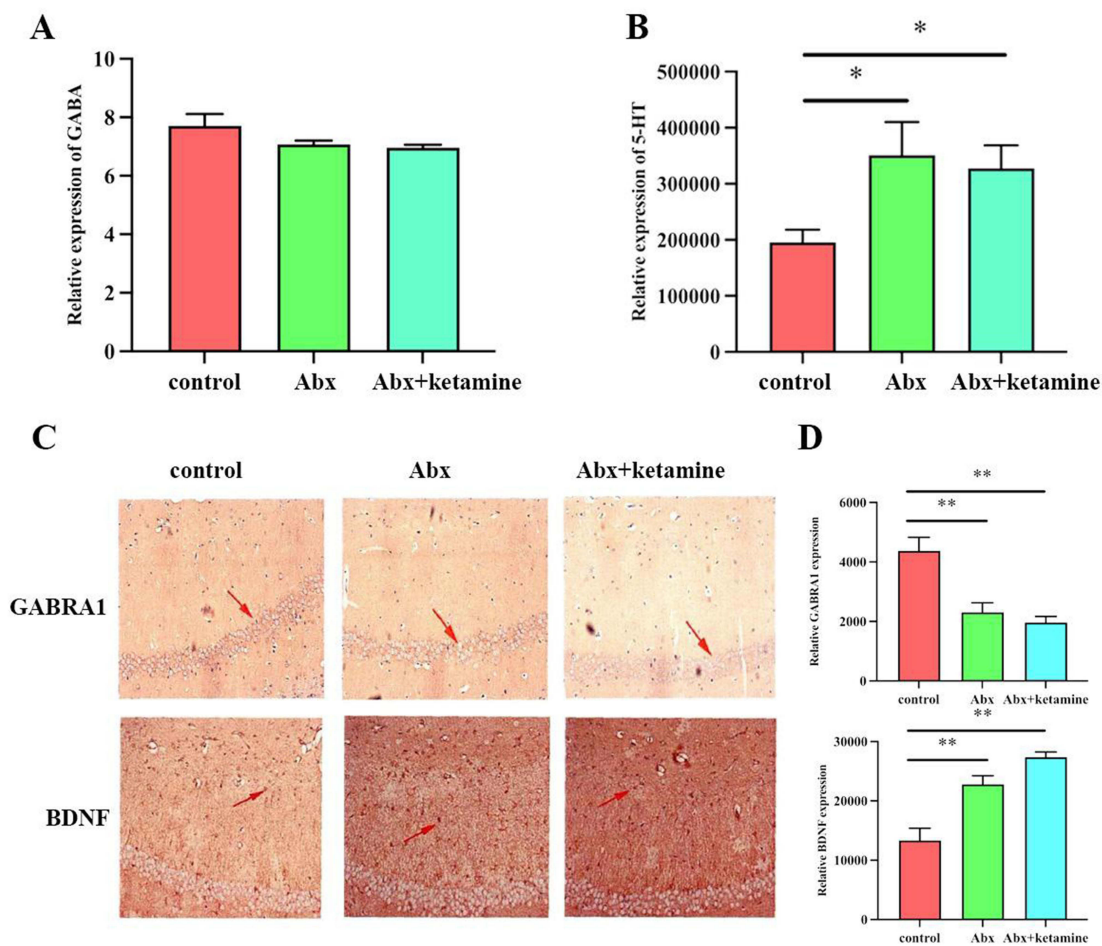 A
Relative expression of GABA
10
8
6
4
2
0
control Abx Abx+ketamine
B
Relative expression of 5-HT
*
*
500000
400000
300000
200000
100000
0
control Abx Abx+ketamine
C
control Abx Abx+ketamine
GABRA1
BDNF
D
Relative GABRA1 expression
**
**
6000
4000
2000
0
control Abx Abx+ketamine
Relative BDNF expression
**
**
30000
20000
10000
0
control Abx Abx+ketamine